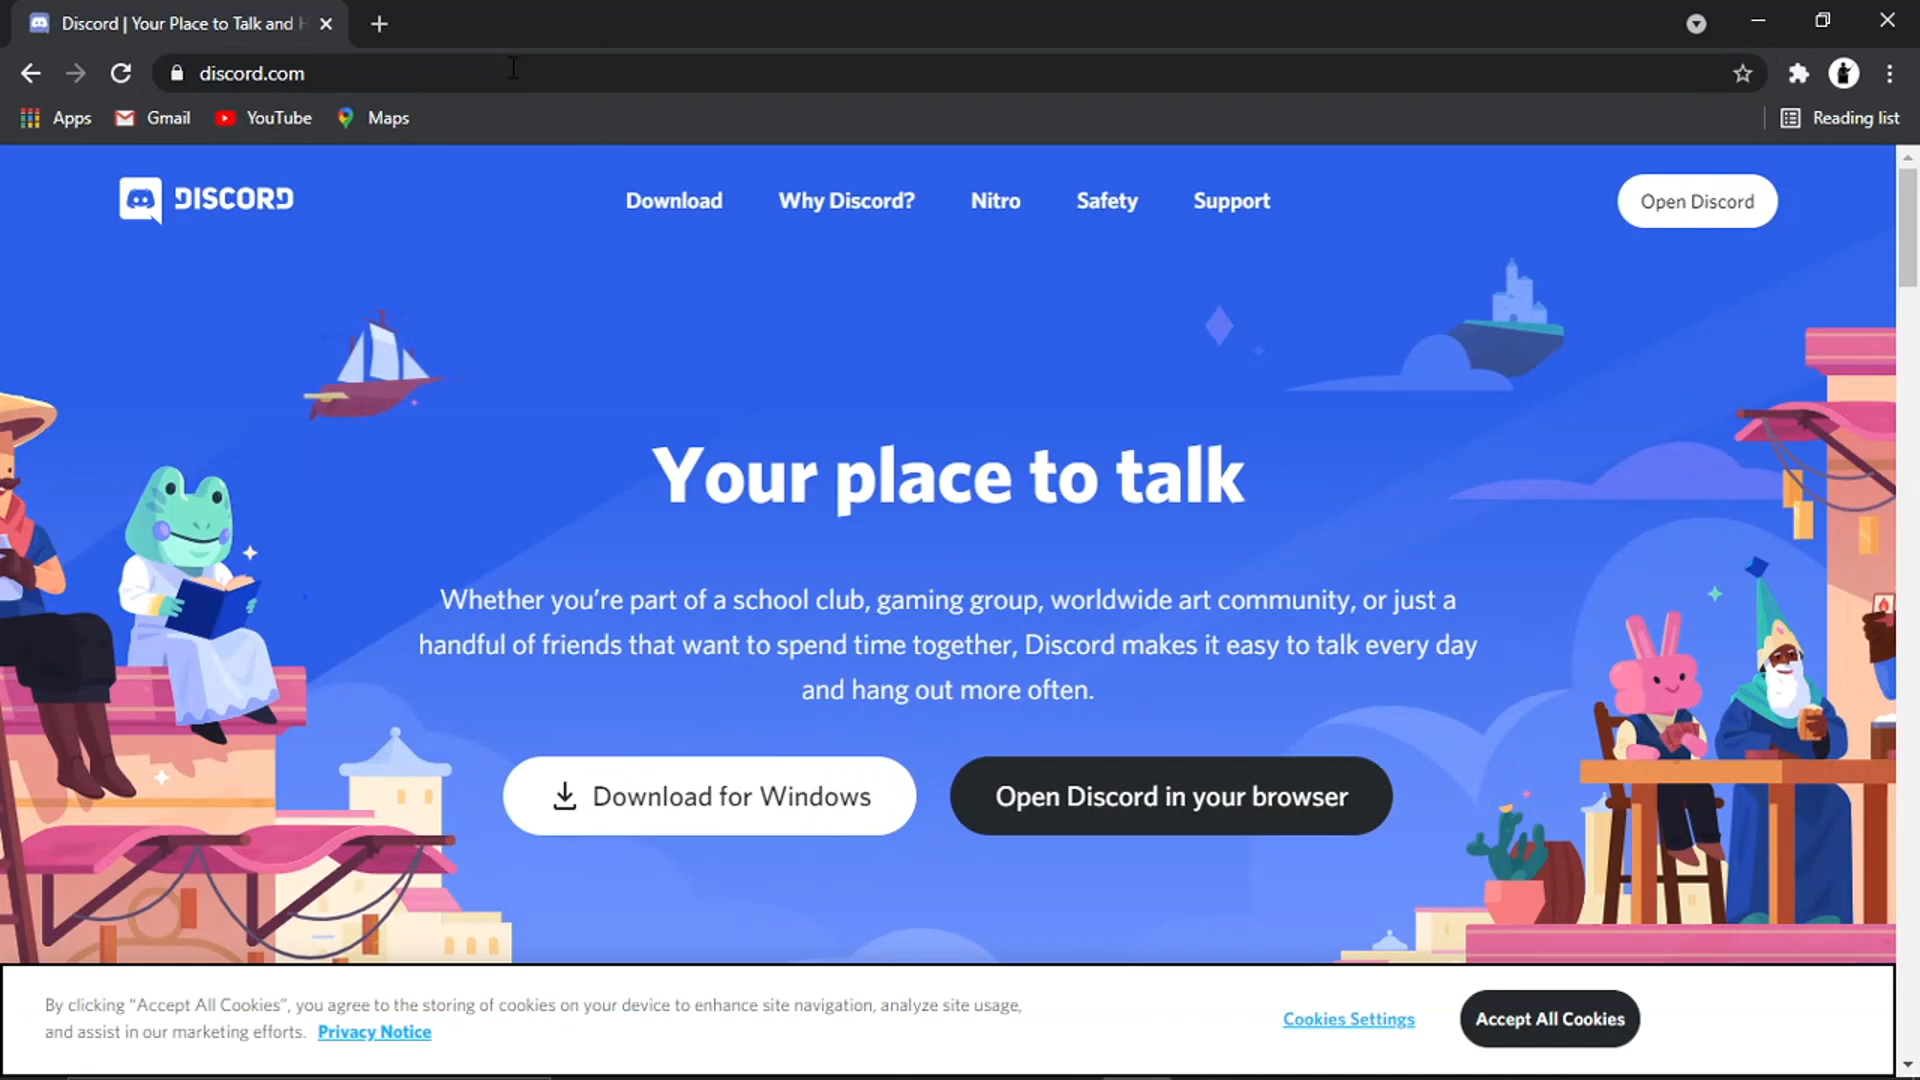 Discord | Your Place to Talk and
discord.com
Apps Gmail YouTube Maps Reading list
DISCORD Download Why Discord? Nitro Safety Support Open Discord
Your place to talk
Whether you're part of a school club, gaming group, worldwide art community, or just a
handful of friends that want to spend time together, Discord makes it easy to talk every day
and hang out more often.
Download for Windows Open Discord in your browser
By clicking "Accept All Cookies", you agree to the storing of cookies on your device to enhance site navigation, analyze site usage,
and assist in our marketing efforts. Privacy Notice
Cookies Settings Accept All Cookies